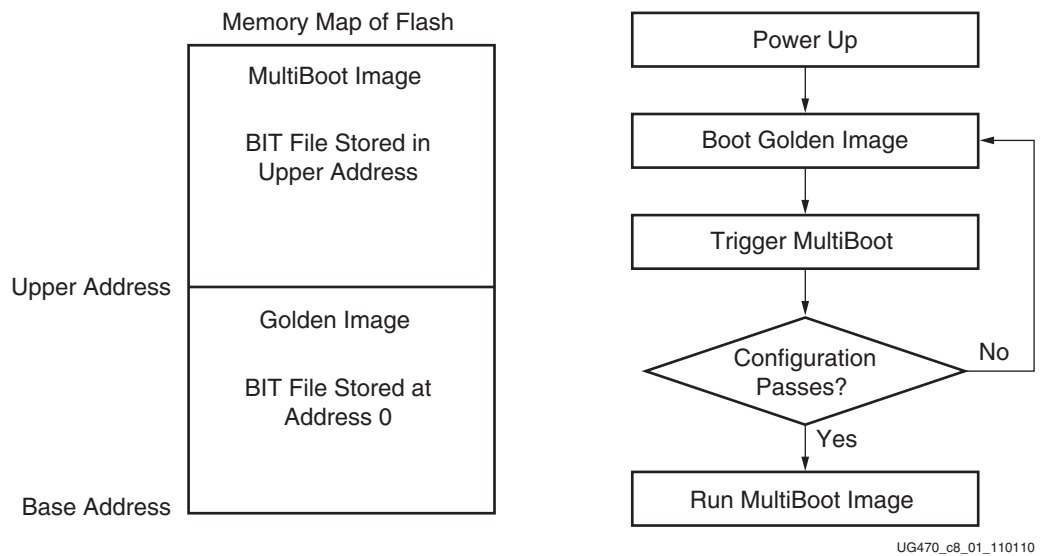 Memory Map of Flash
MultiBoot Image
BIT File Stored in
Upper Address
Upper Address
Golden Image
BIT File Stored at
Address 0
Base Address
Power Up
Boot Golden Image
Trigger MultiBoot
Configuration
Passes?
No
Yes
Run MultiBoot Image
UG470_c8_01_110110